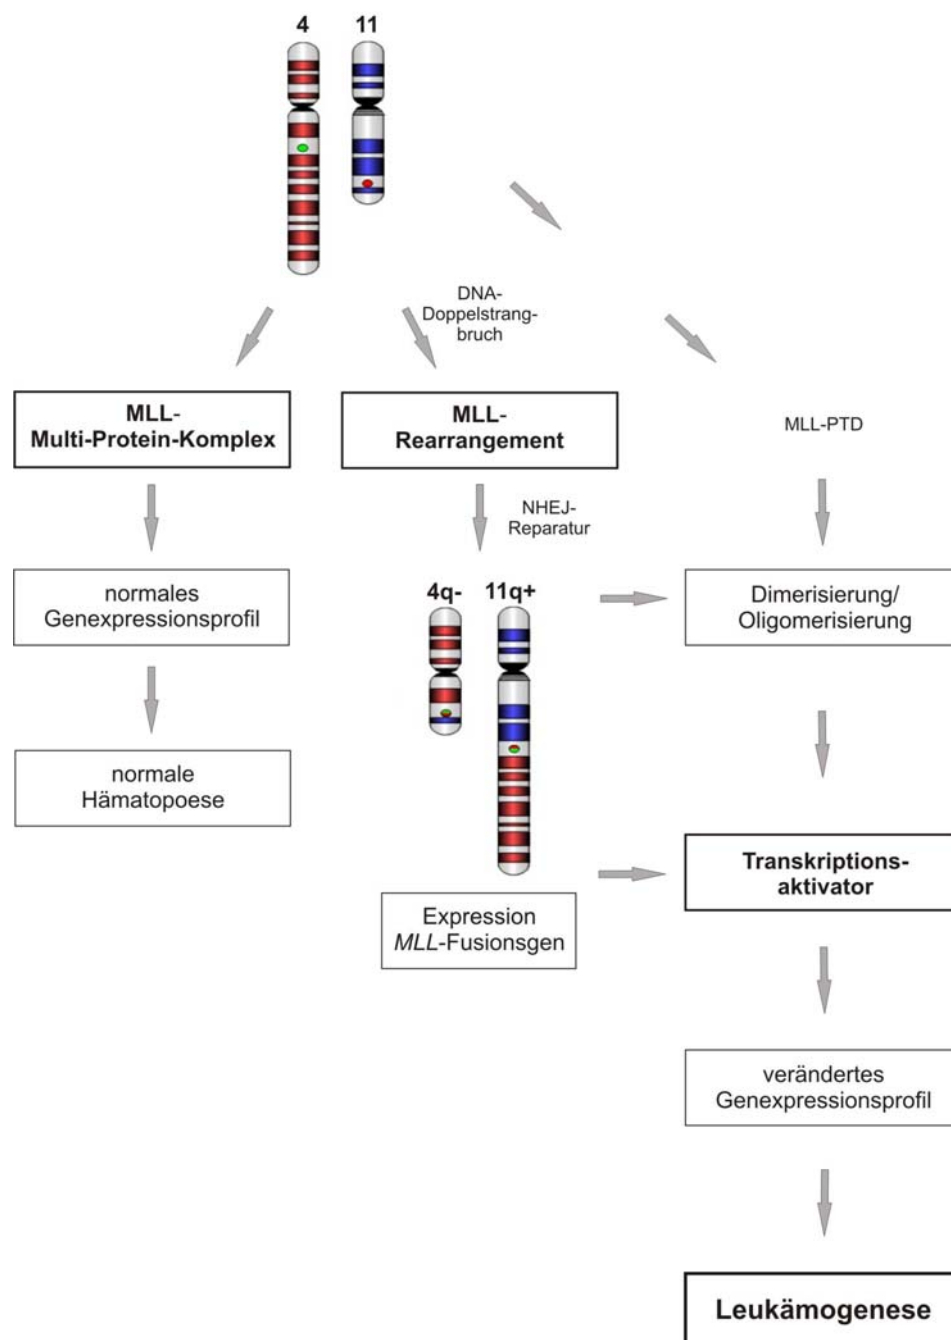 4 11
DNA-
Doppelstrang-
bruch
MLL-
Multi-Protein-Komplex
MLL-
Rearrangement
MLL-PTD
NHEJ-
Reparatur
normales
Genexpressionsprofil
4q- 11q+
Dimerisierung/
Oligomerisierung
normale
Hämatopoese
Transkriptions-
aktivator
Expression
MLL-Fusionsgen
verändertes
Genexpressionsprofil
Leukämogenese